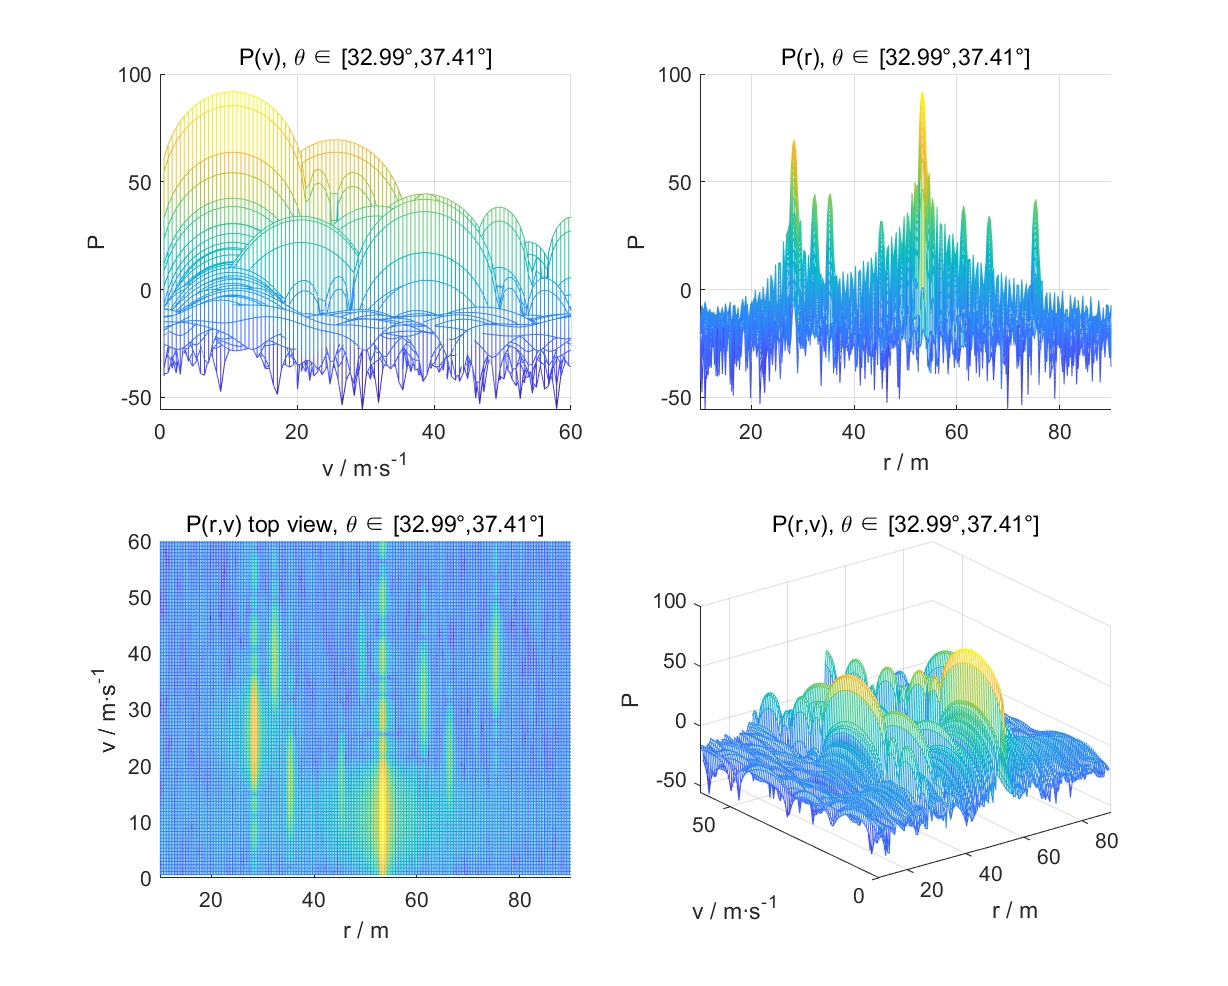 P(v), θ ∈ [32.99°,37.41°]
100
50
0
-50
P
0
20
40
60
v / m·s⁻¹
P(r), θ ∈ [32.99°,37.41°]
100
50
0
-50
P
20
40
60
80
r / m
P(r,v) top view, θ ∈ [32.99°,37.41°]
60
50
40
30
20
10
0
v / m·s⁻¹
20
40
60
80
r / m
P(r,v), θ ∈ [32.99°,37.41°]
100
50
0
-50
P
50
0
v / m·s⁻¹
20
40
60
80
r / m